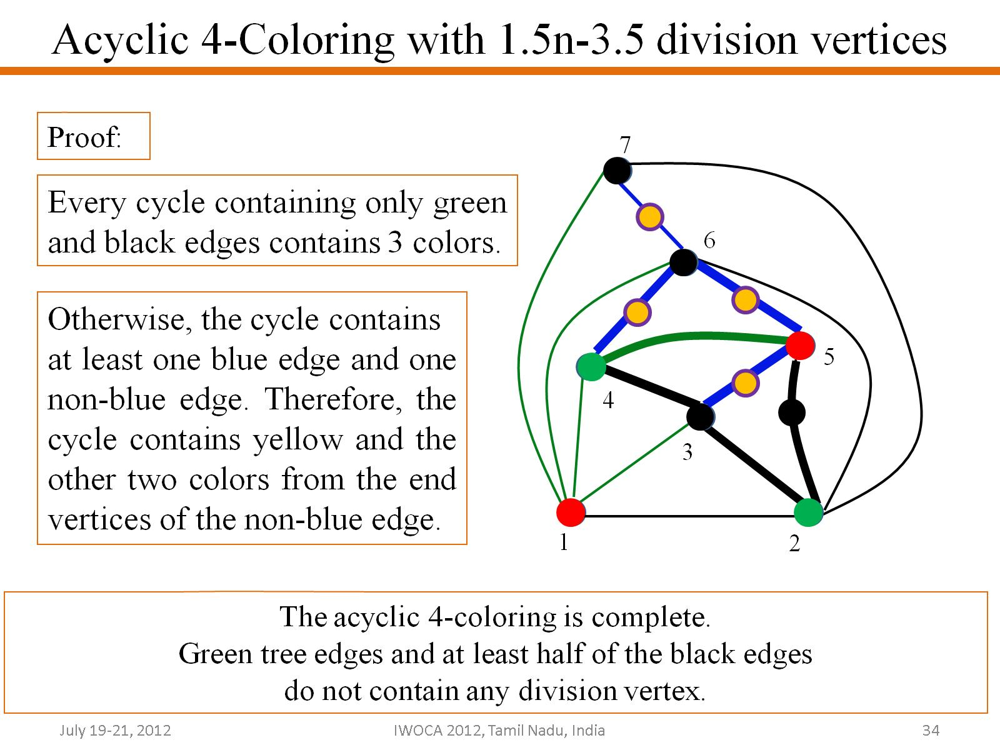 Acyclic 4-Coloring with 1.5n-3.5 division vertices
Proof:
Every cycle containing only green
and black edges contains 3 colors.
Otherwise, the cycle contains
at least one blue edge and one
non-blue edge. Therefore, the
cycle contains yellow and the
other two colors from the end
vertices of the non-blue edge.
7
6
5
4
3
1
2
The acyclic 4-coloring is complete.
Green tree edges and at least half of the black edges
do not contain any division vertex.
July 19-21, 2012
IWOCA 2012, Tamil Nadu, India
34